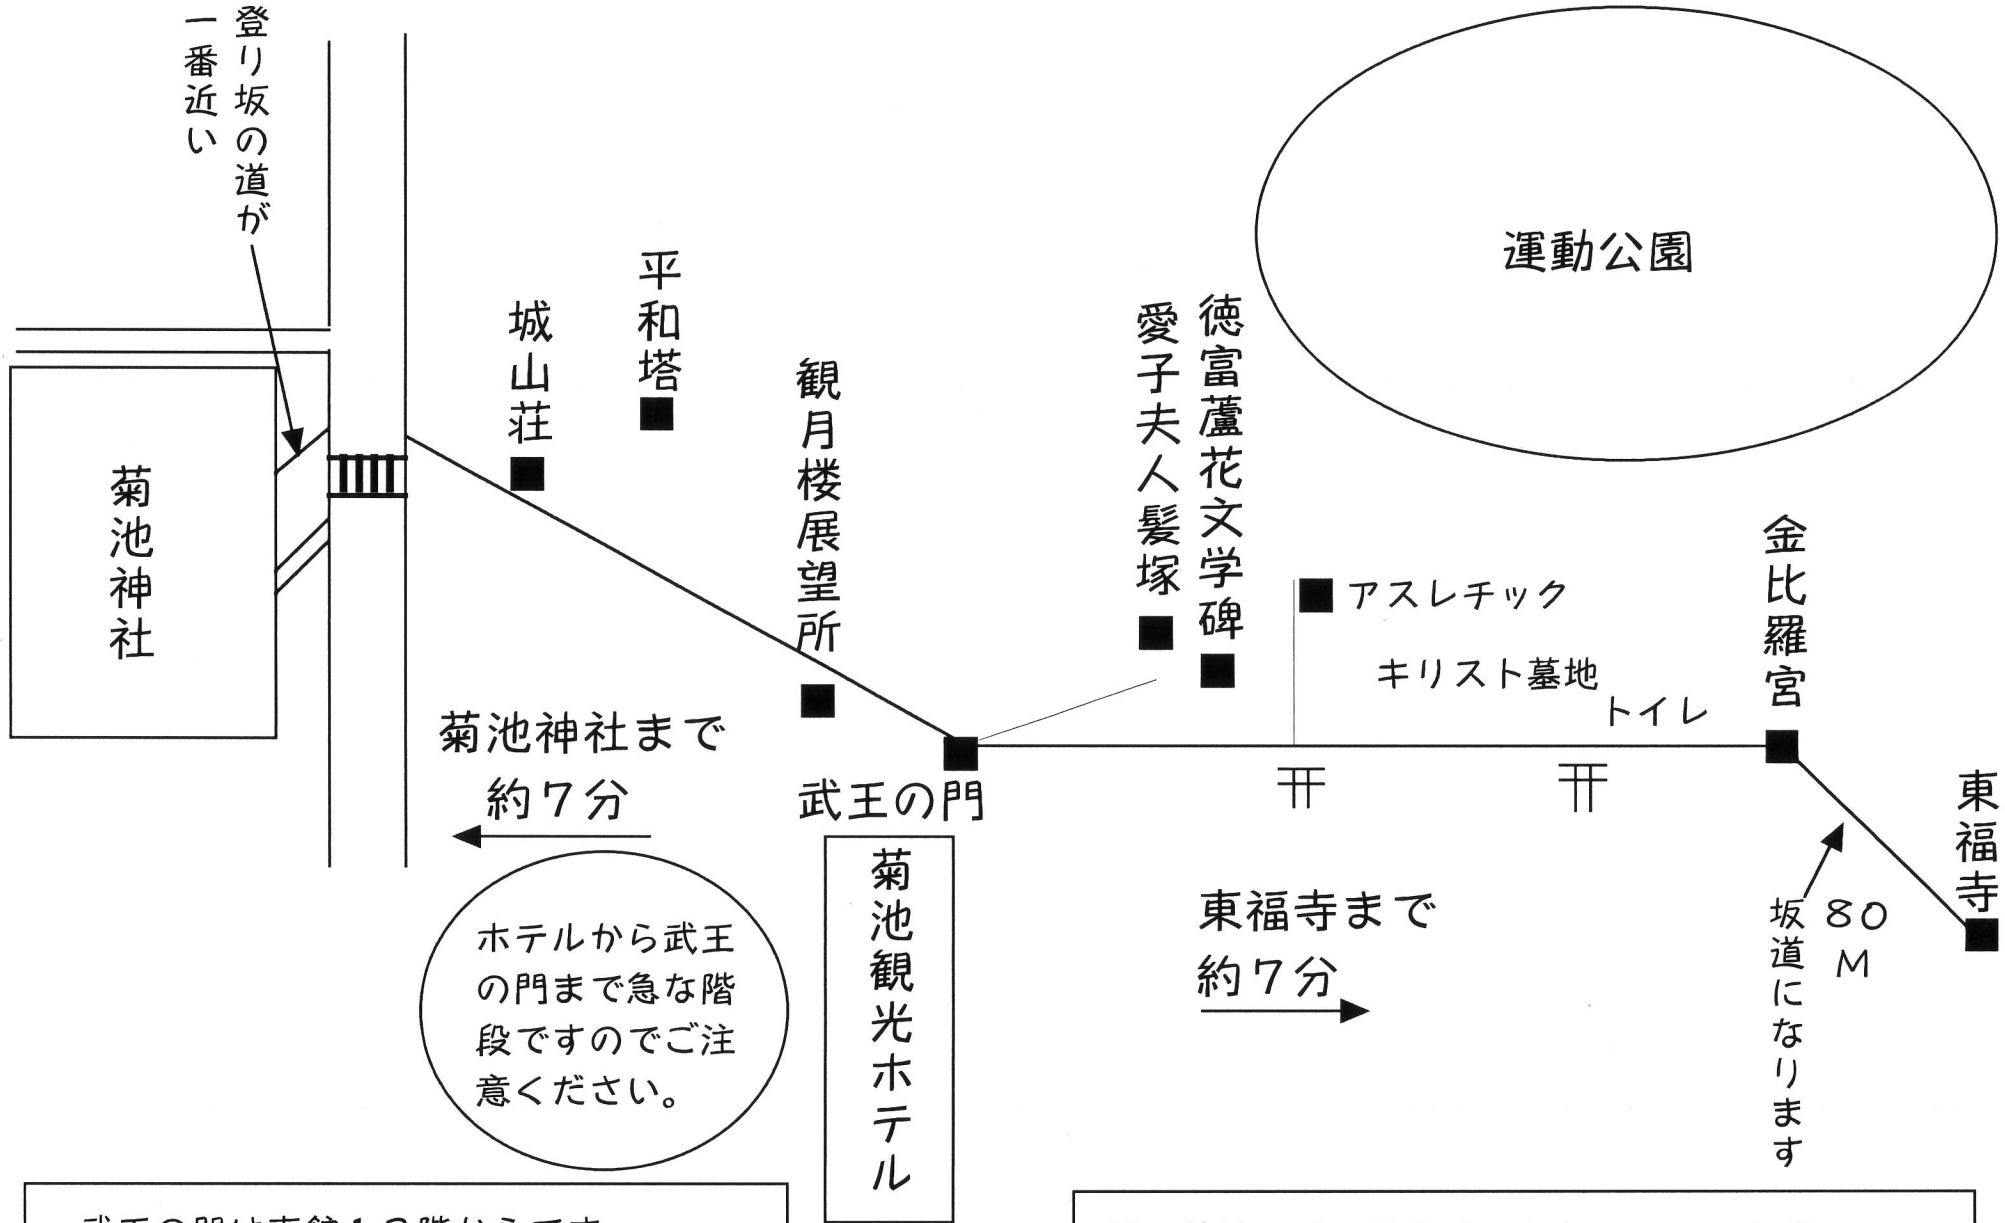 登り坂の道が
一番近い
運動公園
平和塔
城山荘
徳富蘆花文学碑
愛子夫人髪塚
観月楼展望所
菊池神社
金比羅宮
アスレチック
キリスト墓地
トイレ
菊池神社まで
約7分
武王の門
東福寺
菊池観光ホテル
東福寺まで
約7分
80
M
坂道になります
ホテルから武王
の門まで急な階
段ですのでご注
意ください。